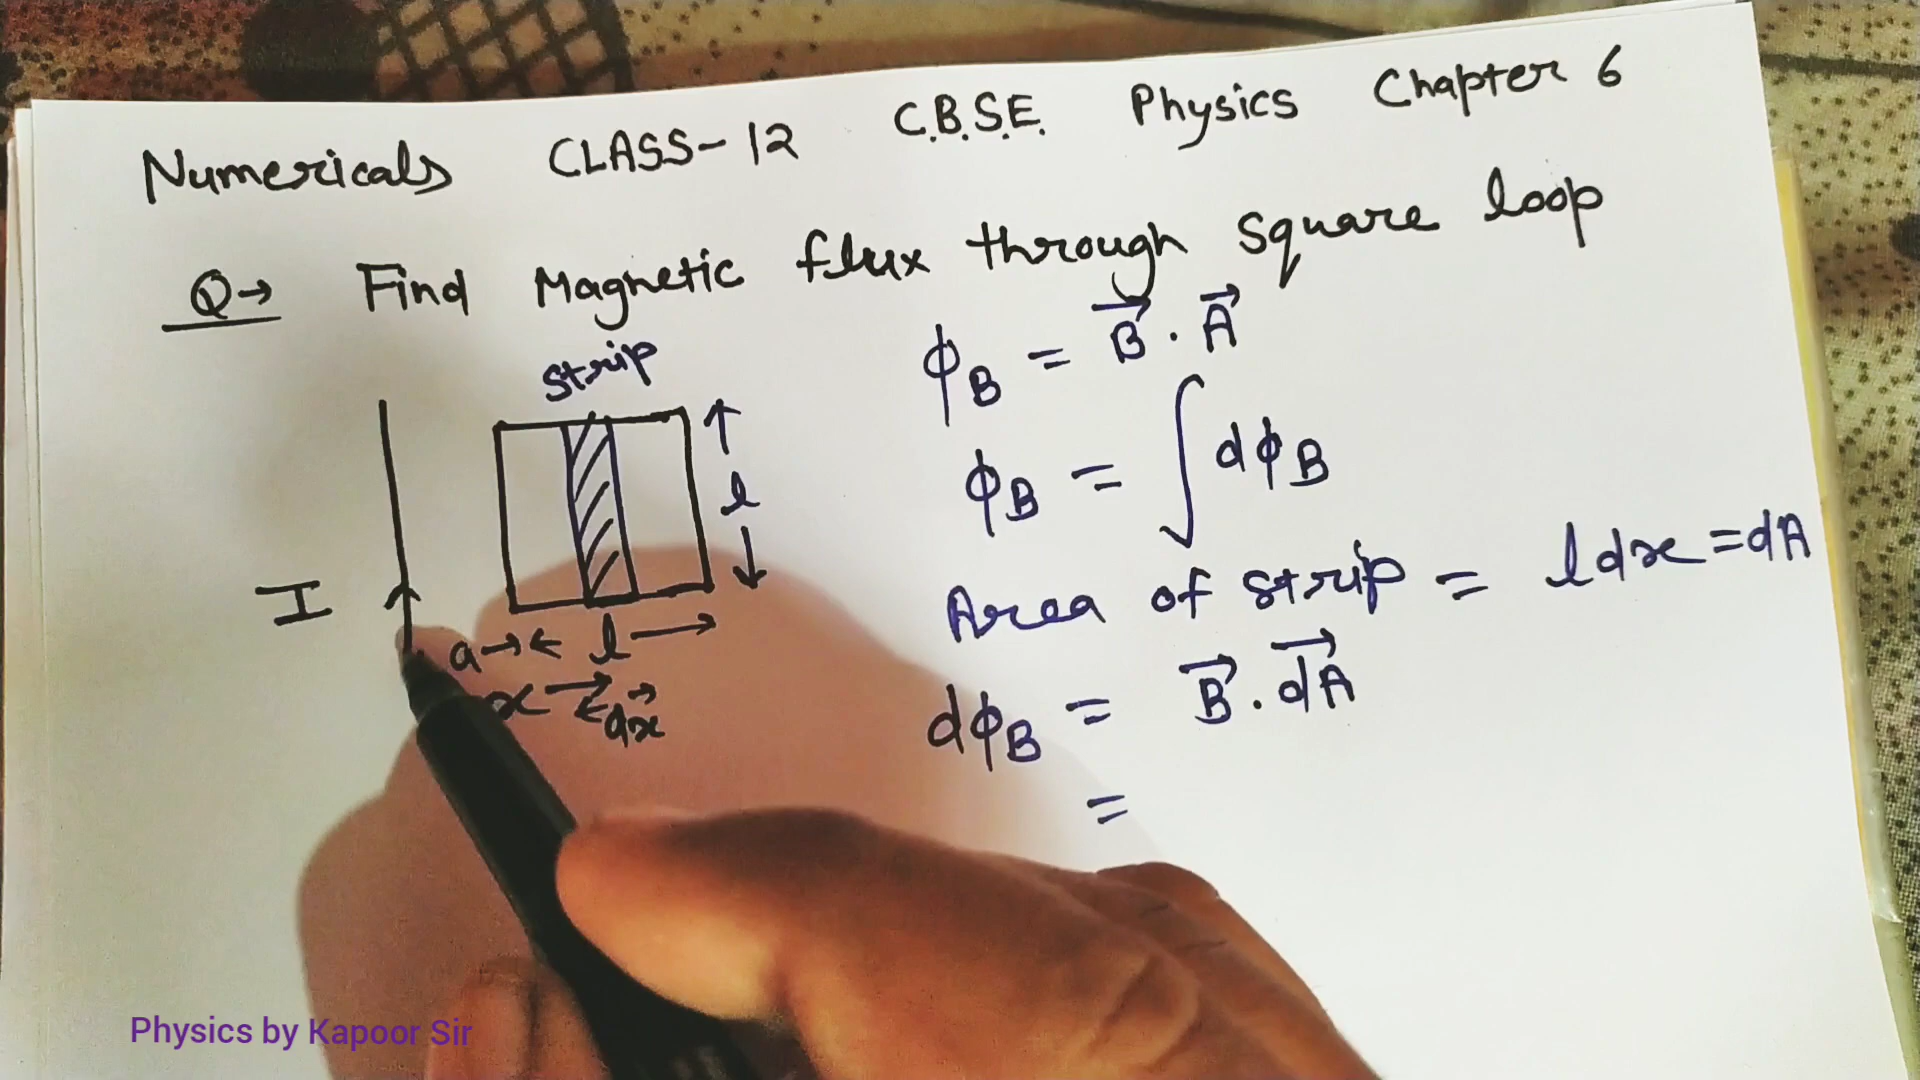 Numericals CLASS-12 C.B.S.E. Physics Chapter 6
Q→ Find Magnetic flux through square loop
strip
l
I
a→← l→
x→←dx→
ϕB = B⃗ . A⃗
ϕB = ∫dϕB
Area of strip = ldx = dA
dϕB = B⃗ . dA⃗
=
Physics by Kapoor Sir